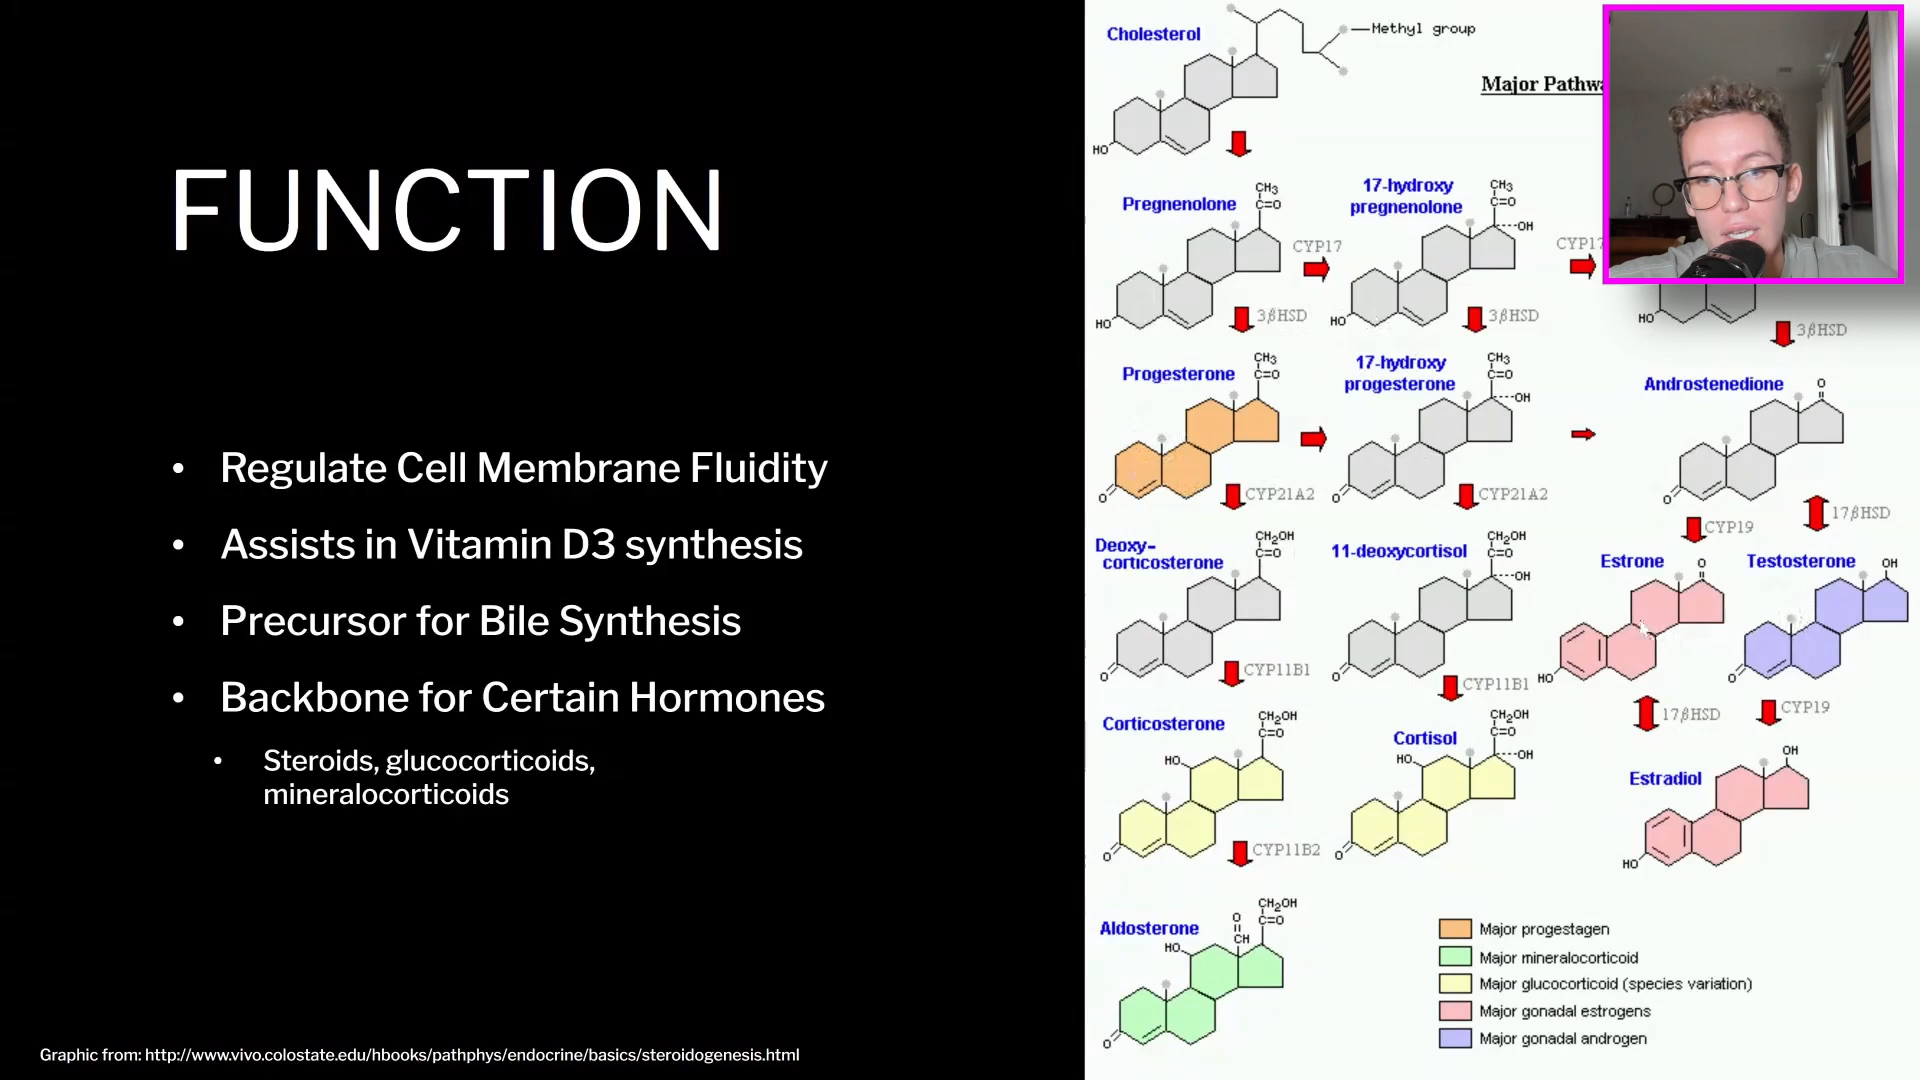 FUNCTION
• Regulate Cell Membrane Fluidity
• Assists in Vitamin D3 synthesis
• Precursor for Bile Synthesis
• Backbone for Certain Hormones
• Steroids, glucocorticoids,
mineralocorticoids
Graphic from: http://www.vivo.colostate.edu/hbooks/pathphys/endocrine/basics/steroidogenesis.html
Cholesterol
Methyl group
Major Pathwa
HO
Pregnenolone
CH3
C=O
HO
CYP17
17-hydroxy
pregnenolone
CH3
C=O
OH
HO
CYP17
HO
3βHSD
3βHSD
3βHSD
Progesterone
CH3
C=O
O
17-hydroxy
progesterone
CH3
C=O
OH
O
Androstenedione
O
O
CYP21A2
CYP21A2
CYP19
17βHSD
Deoxy-
corticosterone
CH2OH
C=O
O
11-deoxycortisol
CH2OH
C=O
OH
O
Estrone
O
HO
Testosterone
OH
O
CYP11B1
CYP11B1
17βHSD
CYP19
Corticosterone
CH2OH
C=O
HO
O
Cortisol
CH2OH
C=O
OH
HO
O
Estradiol
OH
HO
CYP11B2
Aldosterone
CH2OH
C=O
O
CH
HO
O
Major progestagen
Major mineralocorticoid
Major glucocorticoid (species variation)
Major gonadal estrogens
Major gonadal androgen